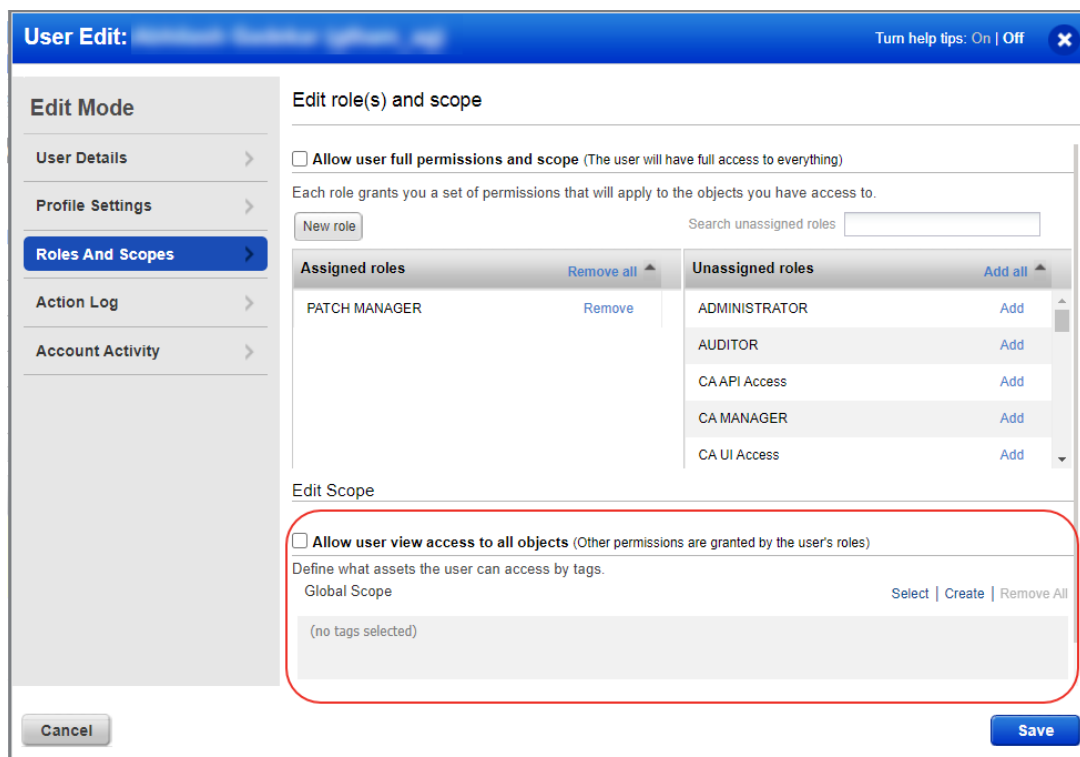 User Edit:
Turn help tips: On | Off
Edit Mode
User Details
Profile Settings
Roles And Scopes
Action Log
Account Activity
Edit role(s) and scope
Allow user full permissions and scope (The user will have full access to everything)
Each role grants you a set of permissions that will apply to the objects you have access to.
New role
Search unassigned roles
Assigned roles Remove all
PATCH MANAGER Remove
Unassigned roles Add all
ADMINISTRATOR Add
AUDITOR Add
CA API Access Add
CA MANAGER Add
CA UI Access Add
Edit Scope
Allow user view access to all objects (Other permissions are granted by the user's roles)
Define what assets the user can access by tags.
Global Scope Select | Create | Remove All
(no tags selected)
Cancel
Save